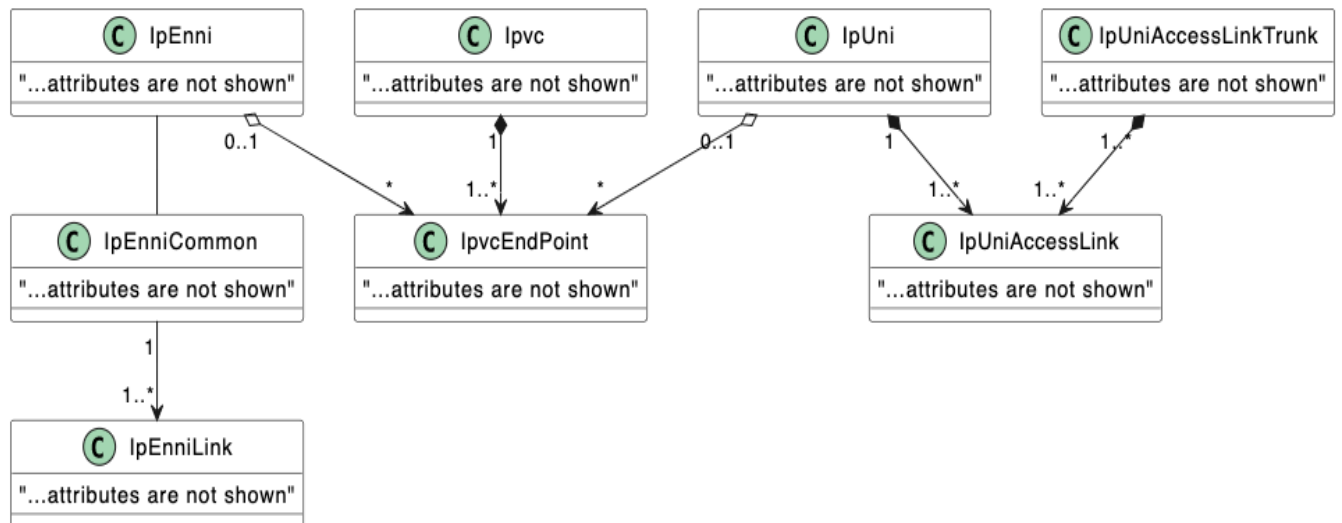 C IpEnni
C Ipvc
C IpUni
C IpUniAccessLinkTrunk
"...attributes are not shown"
"...attributes are not shown"
"...attributes are not shown"
"...attributes are not shown"
0..1
1
0..1
1
1..*
*
1..*
*
1..*
1..*
C IpEnniCommon
C IpvcEndPoint
C IpUniAccessLink
"...attributes are not shown"
"...attributes are not shown"
"...attributes are not shown"
1
1..*
C IpEnniLink
"...attributes are not shown"